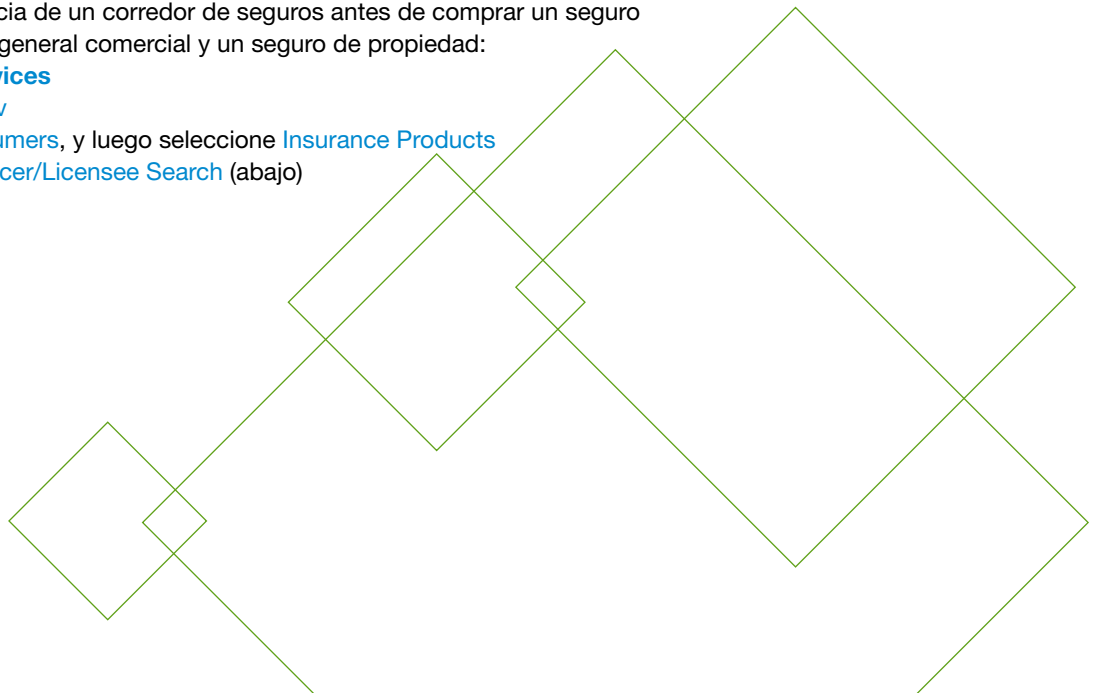 cia de un corredor de seguros antes de comprar un seguro
general comercial y un seguro de propiedad:
vices
v
umers, y luego seleccione Insurance Products
cer/Licensee Search (abajo)